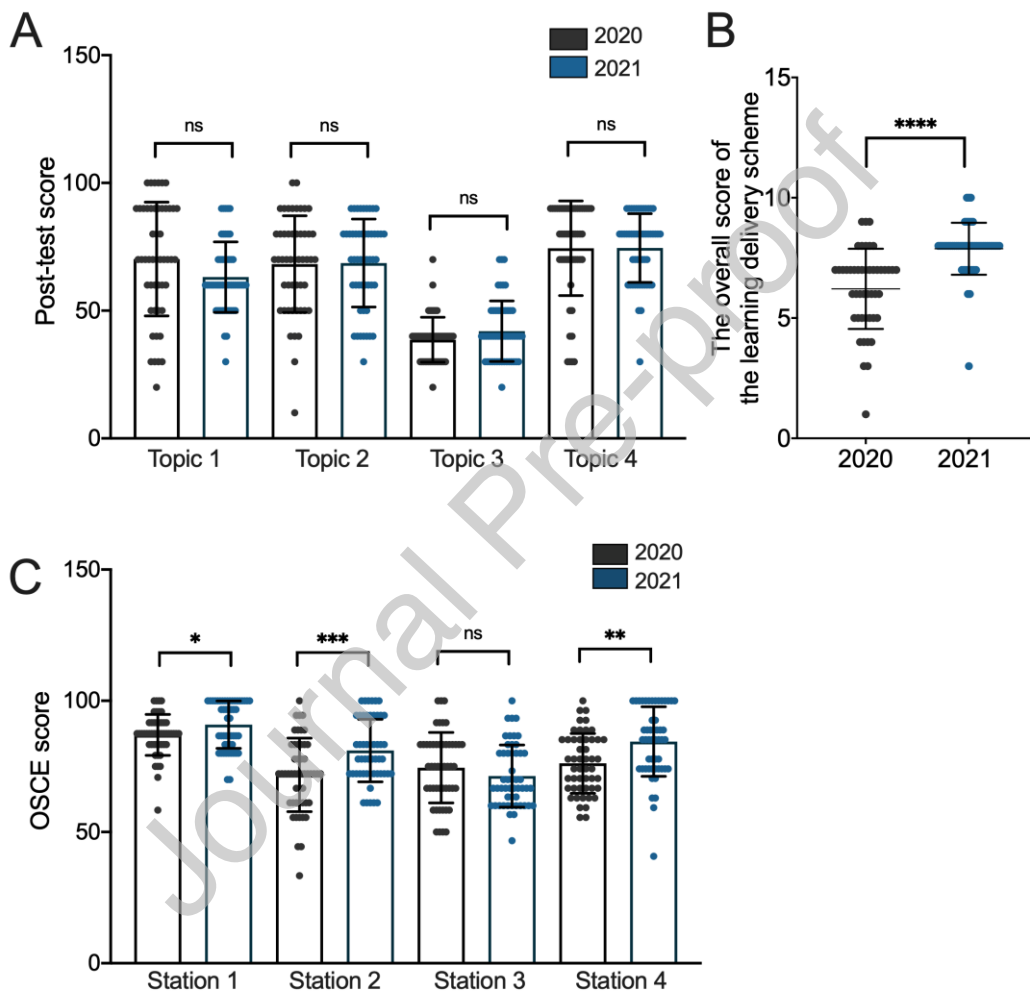 A
2020
2021
150
100
50
0
Post-test score
ns
ns
ns
ns
Topic 1
Topic 2
Topic 3
Topic 4
B
15
10
5
0
The overall score of
the learning delivery scheme
****
2020
2021
C
2020
2021
150
100
50
0
OSCE score
*
***
ns
**
Station 1
Station 2
Station 3
Station 4
Journal Pre-proof